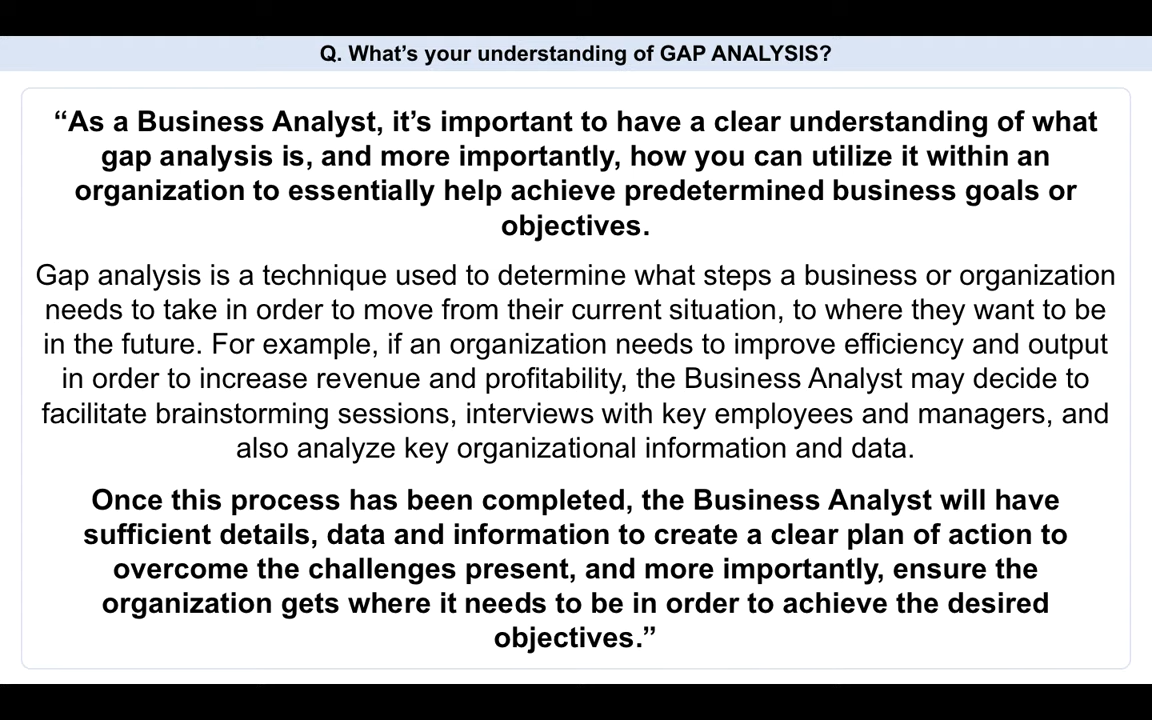 Q. What’s your understanding of GAP ANALYSIS?
“As a Business Analyst, it’s important to have a clear understanding of what
gap analysis is, and more importantly, how you can utilize it within an
organization to essentially help achieve predetermined business goals or
objectives.
Gap analysis is a technique used to determine what steps a business or organization
needs to take in order to move from their current situation, to where they want to be
in the future. For example, if an organization needs to improve efficiency and output
in order to increase revenue and profitability, the Business Analyst may decide to
facilitate brainstorming sessions, interviews with key employees and managers, and
also analyze key organizational information and data.
Once this process has been completed, the Business Analyst will have
sufficient details, data and information to create a clear plan of action to
overcome the challenges present, and more importantly, ensure the
organization gets where it needs to be in order to achieve the desired
objectives.”